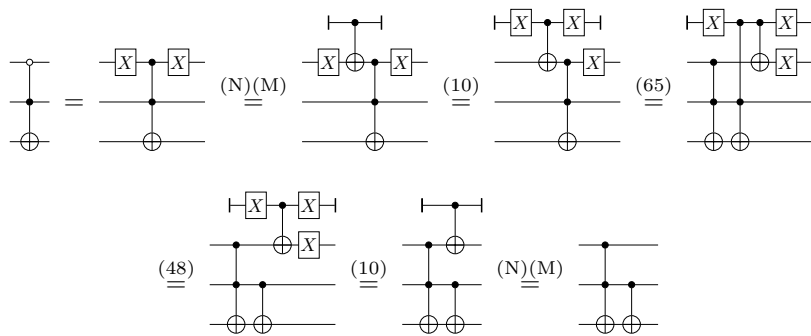 = X X (N)(M) = X X (10) = X X X (65) = X X X
(48) = X X X (10) = (N)(M) =